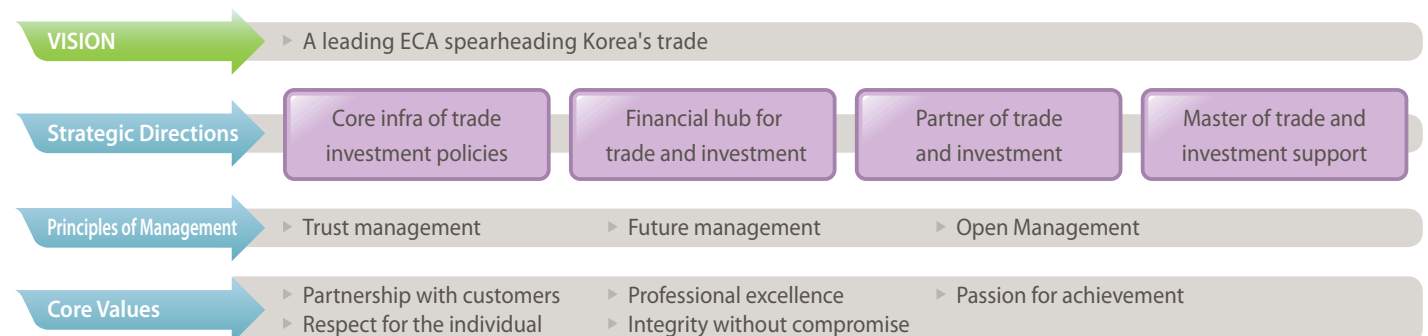 VISION
A leading ECA spearheading Korea's trade
Strategic Directions
Core infra of trade
investment policies
Financial hub for
trade and investment
Partner of trade
and investment
Master of trade and
investment support
Principles of Management
Trust management
Future management
Open Management
Core Values
Partnership with customers
Professional excellence
Passion for achievement
Respect for the individual
Integrity without compromise